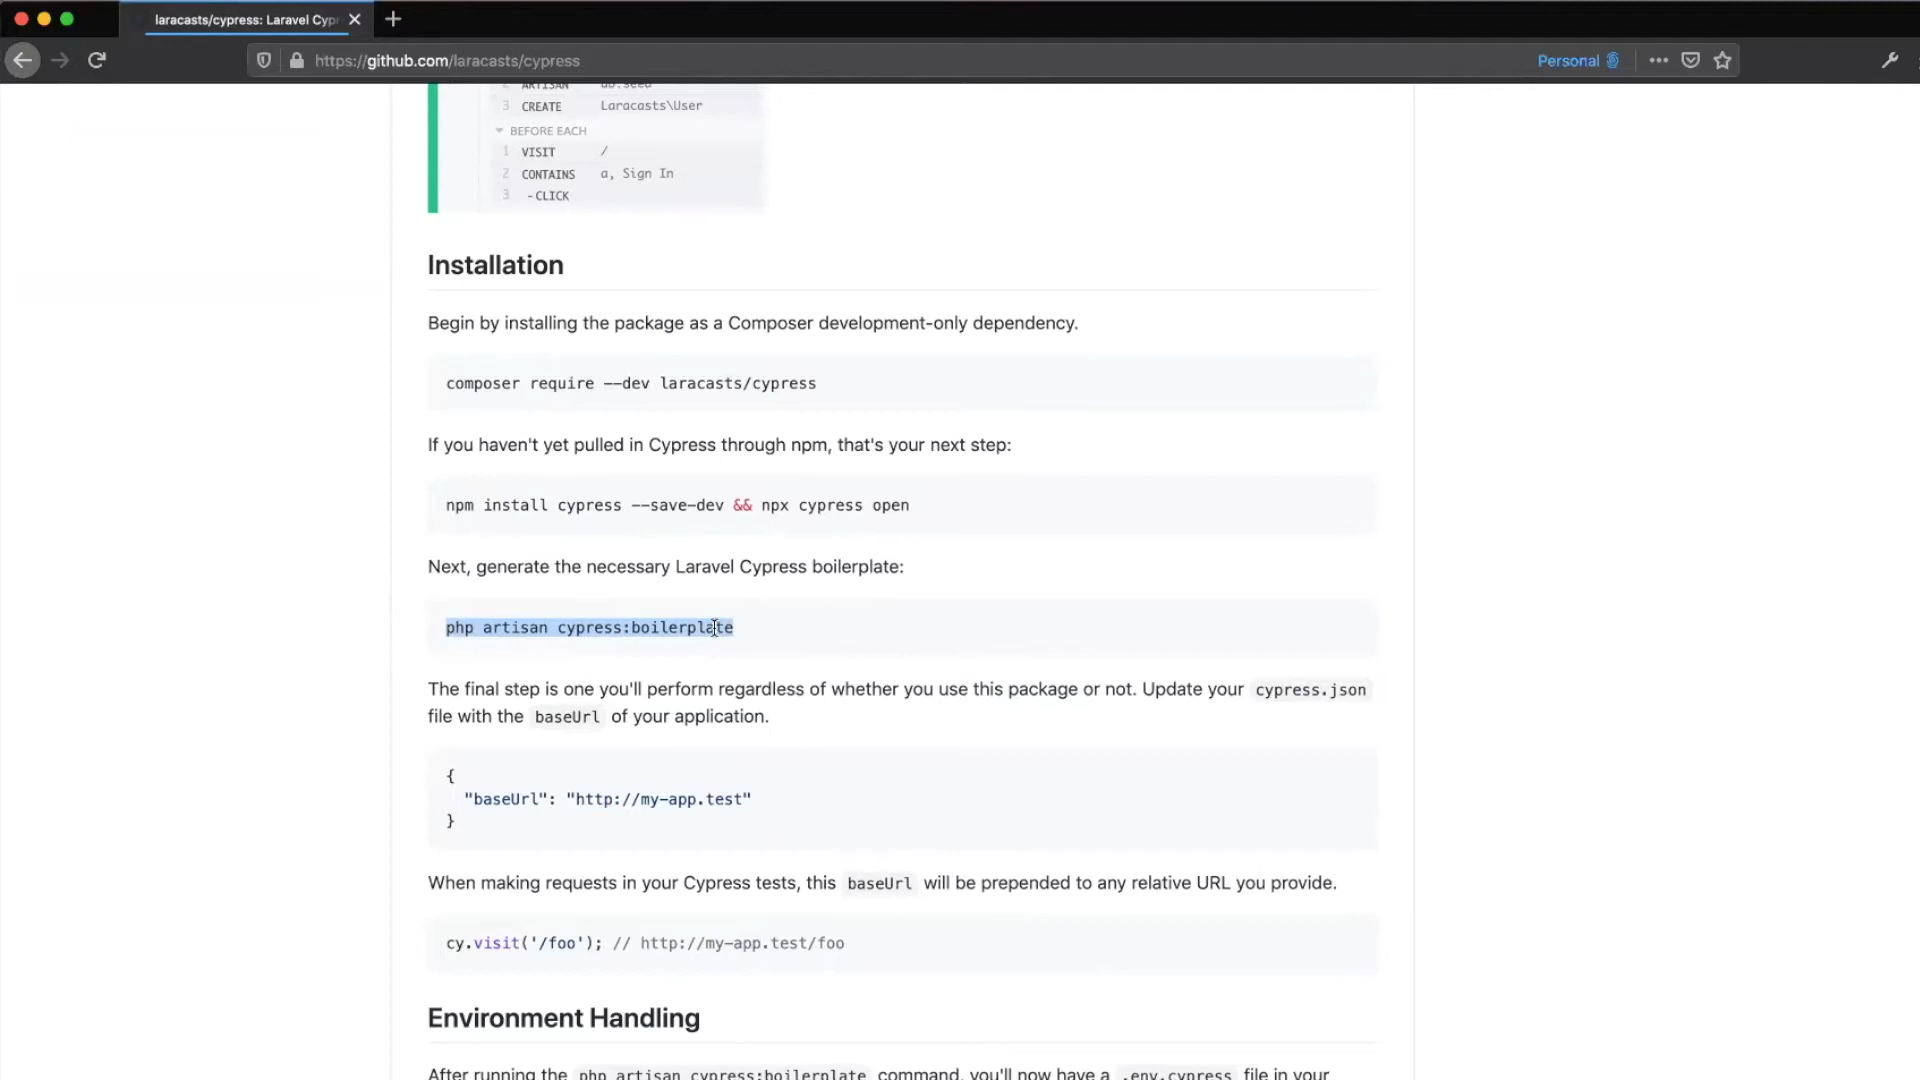 laracasts/cypress: Laravel Cyp
https://github.com/laracasts/cypress
Personal
2 ARTISAN db:seed
3 CREATE Laracasts\User
BEFORE EACH
1 VISIT /
2 CONTAINS a, Sign In
3 -CLICK
Installation
Begin by installing the package as a Composer development-only dependency.
composer require --dev laracasts/cypress
If you haven't yet pulled in Cypress through npm, that's your next step:
npm install cypress --save-dev && npx cypress open
Next, generate the necessary Laravel Cypress boilerplate:
php artisan cypress:boilerplate
The final step is one you'll perform regardless of whether you use this package or not. Update your cypress.json
file with the baseUrl of your application.
{
"baseUrl": "http://my-app.test"
}
When making requests in your Cypress tests, this baseUrl will be prepended to any relative URL you provide.
cy.visit('/foo'); // http://my-app.test/foo
Environment Handling
After running the php artisan cypress:boilerplate command, you'll now have a .env.cypress file in your